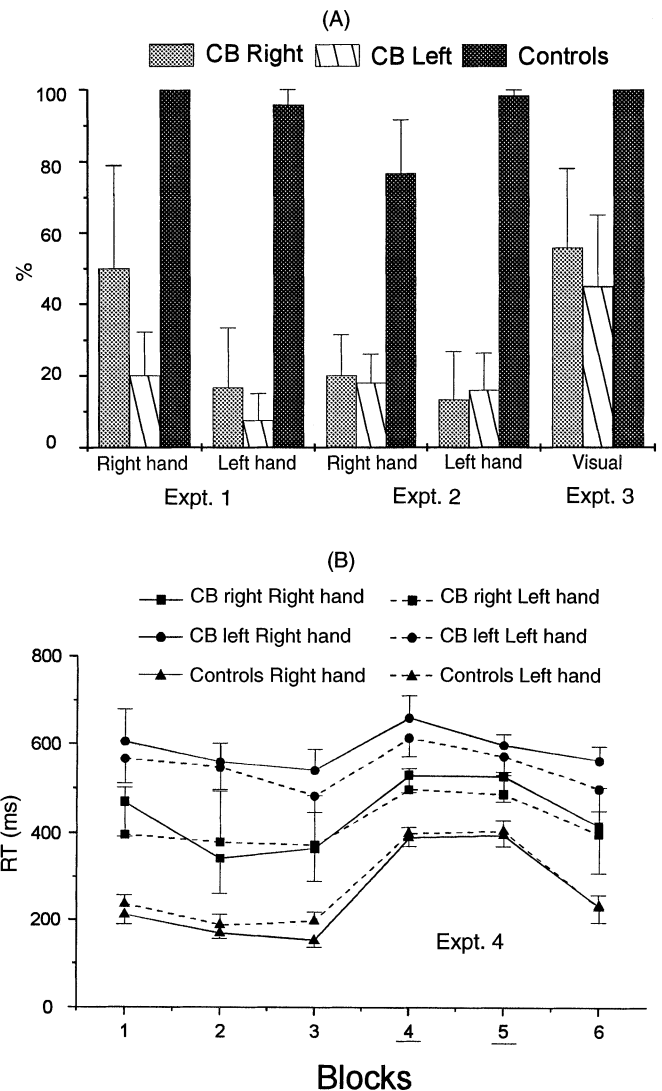 (A)
CB Right CB Left Controls
100
80
60
%
40
20
0
Right hand Left hand Right hand Left hand Visual
Expt. 1 Expt. 2 Expt. 3
(B)
CB right Right hand CB right Left hand
CB left Right hand CB left Left hand
Controls Right hand Controls Left hand
800
600
RT (ms)
400
200
Expt. 4
0
1 2 3 4 5 6
Blocks